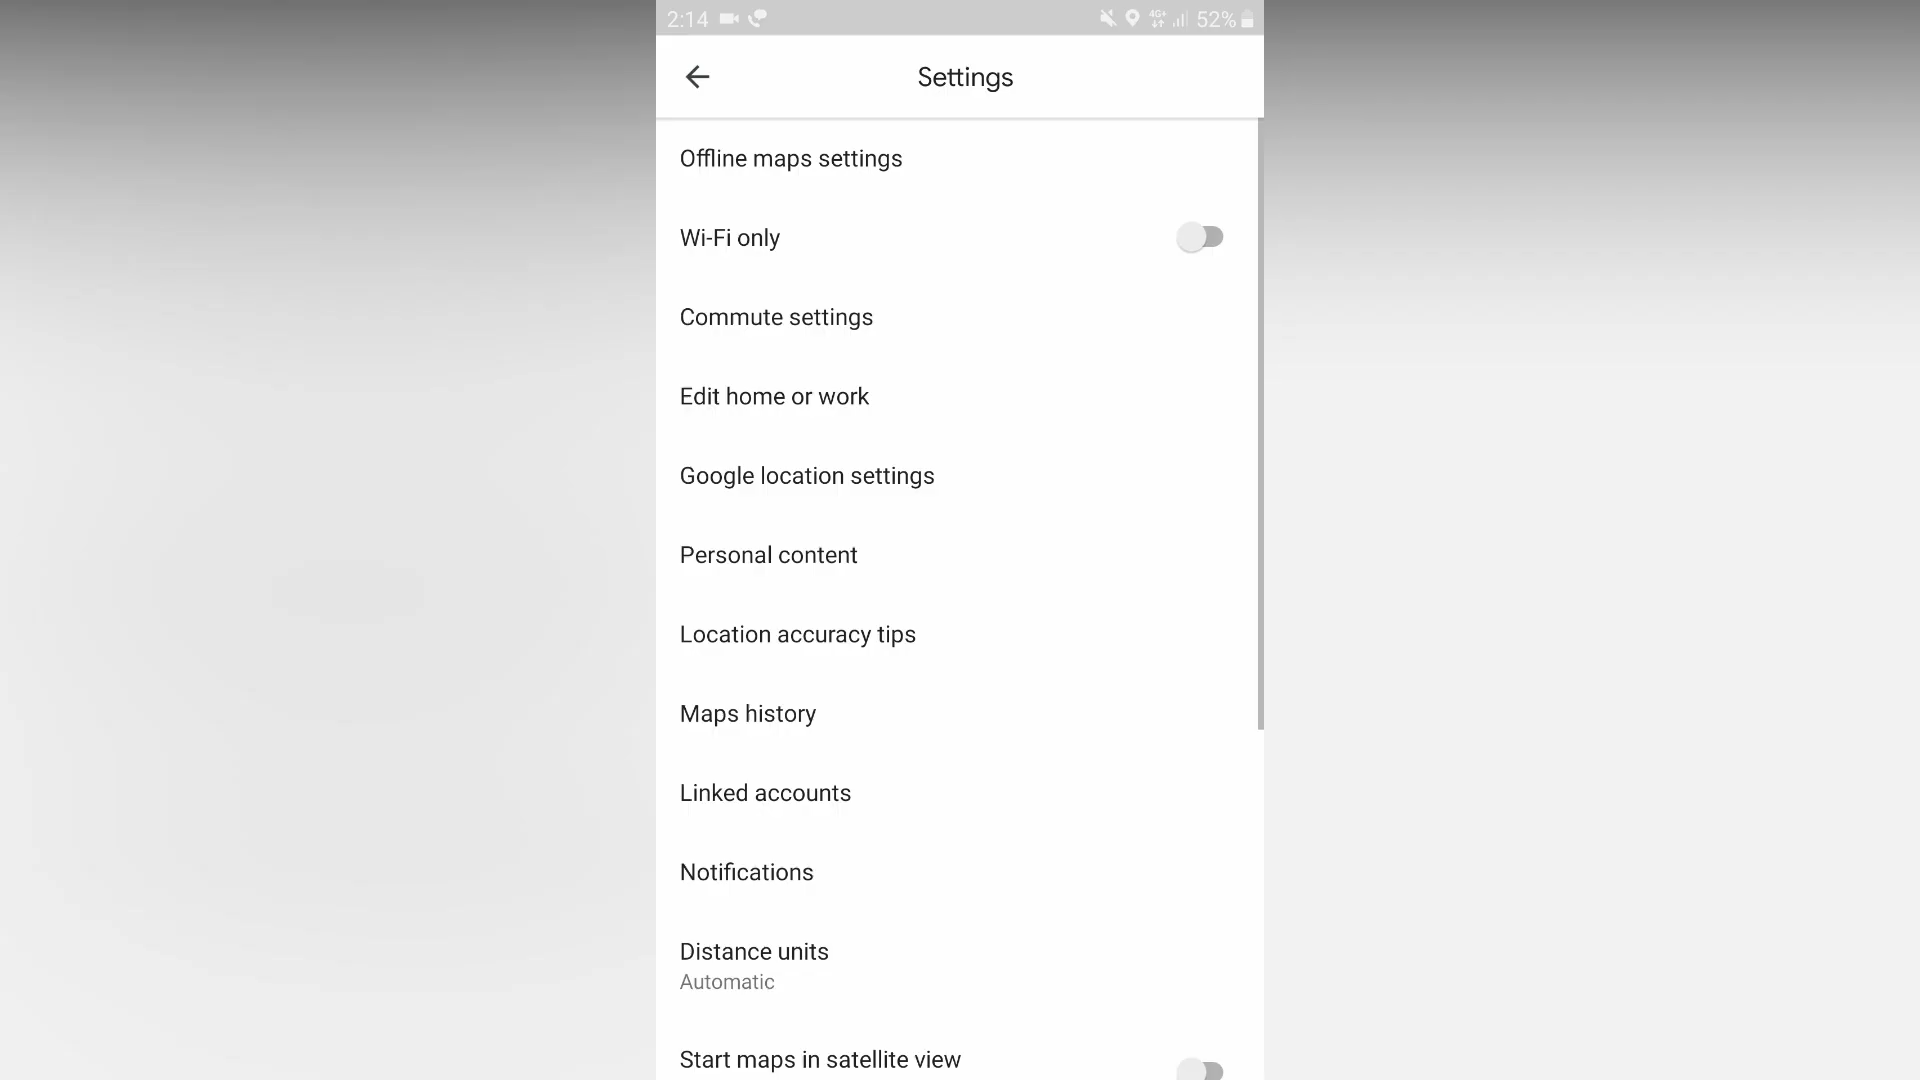 2:14 4G+ 52%
Settings
Offline maps settings
Wi-Fi only
Commute settings
Edit home or work
Google location settings
Personal content
Location accuracy tips
Maps history
Linked accounts
Notifications
Distance units
Automatic
Start maps in satellite view